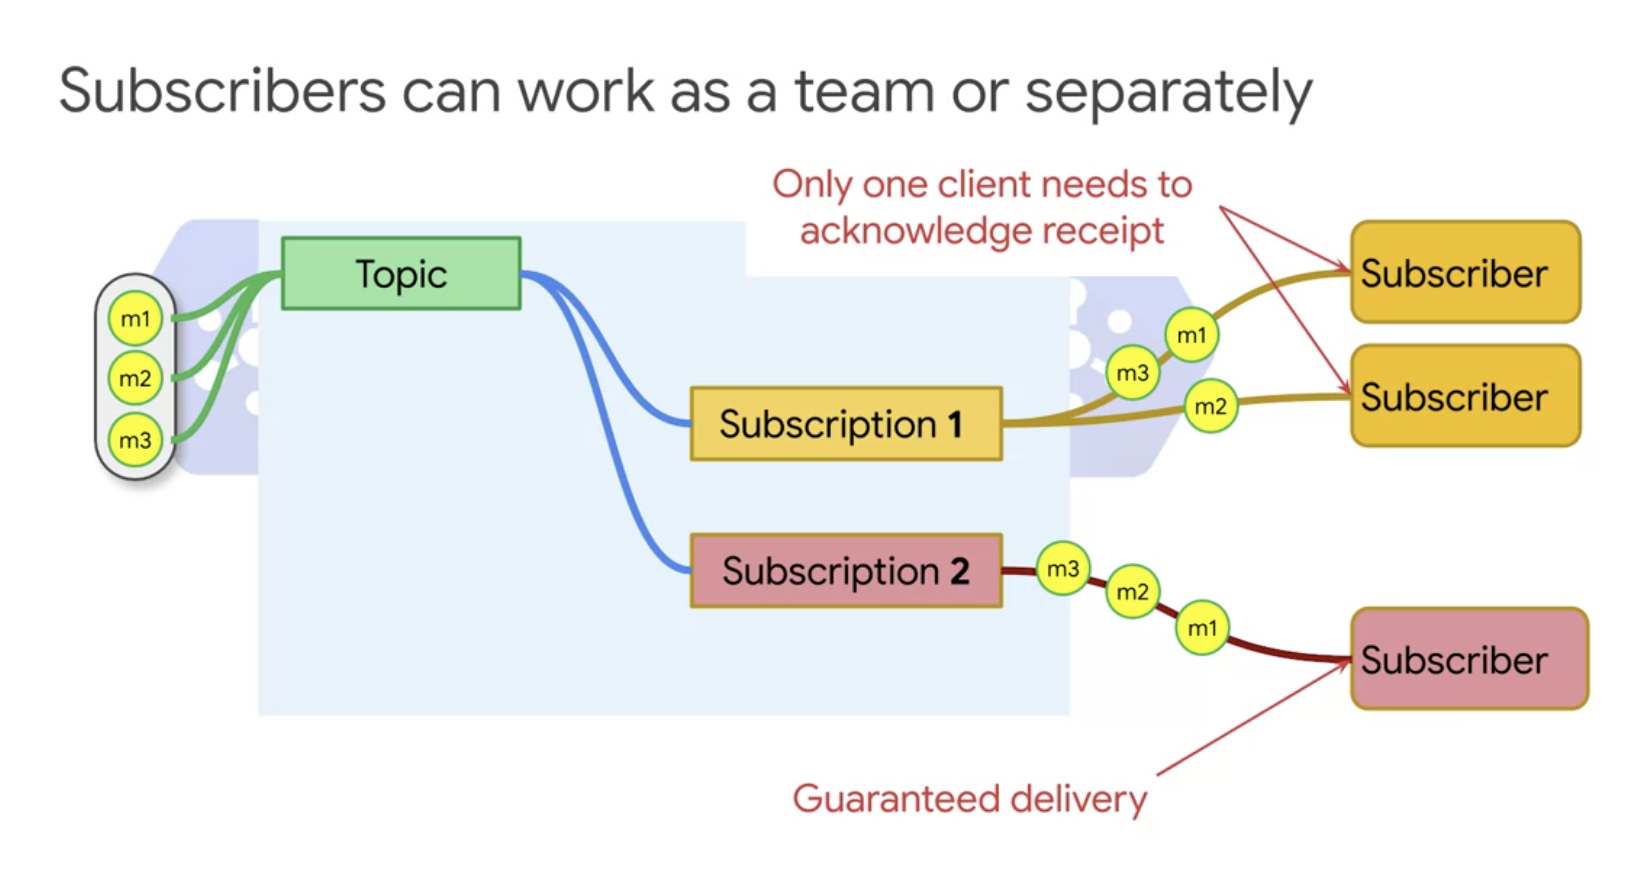 Subscribers can work as a team or separately
Only one client needs to
acknowledge receipt
Topic
Subscriber
m1
m1
m3
Subscriber
m2
m2
m3
Subscription 1
Subscription 2
m3
m2
m1
Subscriber
Guaranteed delivery